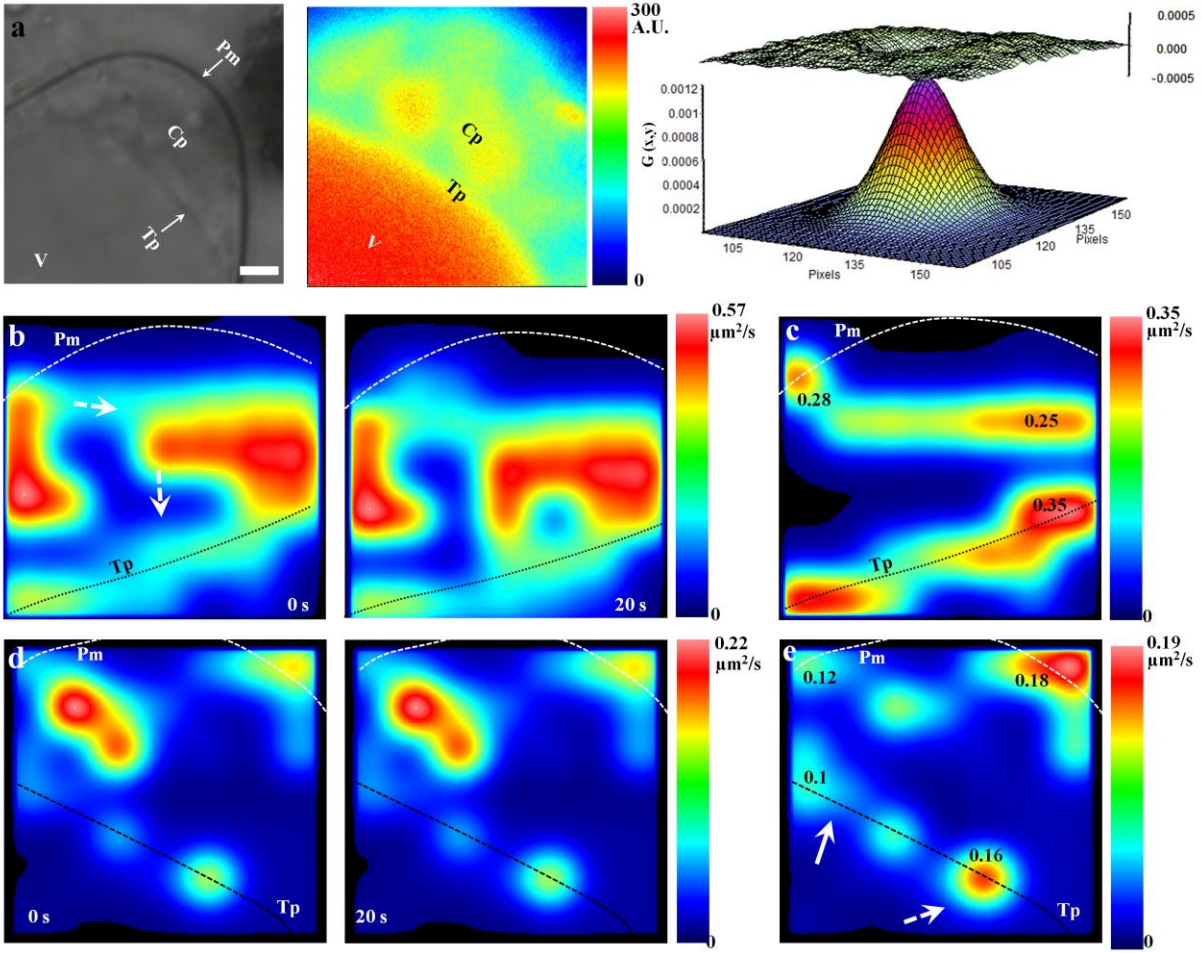 a
Pm
Cp
Tp
V
300
A.U.
Cp
Tp
V
0
0.0005
0.000
-0.0005
0.0012
0.001
0.0008
0.0006
0.0004
0.0002
G (x,y)
105
120
135
150
Pixels
105
120
135
150
Pixels
b
Pm
Tp
0 s
20 s
0.57
µm²/s
0
c
Pm
0.28
0.25
0.35
Tp
0.35
µm²/s
0
d
Pm
Tp
0 s
20 s
0.22
µm²/s
0
e
Pm
0.12
0.18
0.1
0.16
Tp
0.19
µm²/s
0